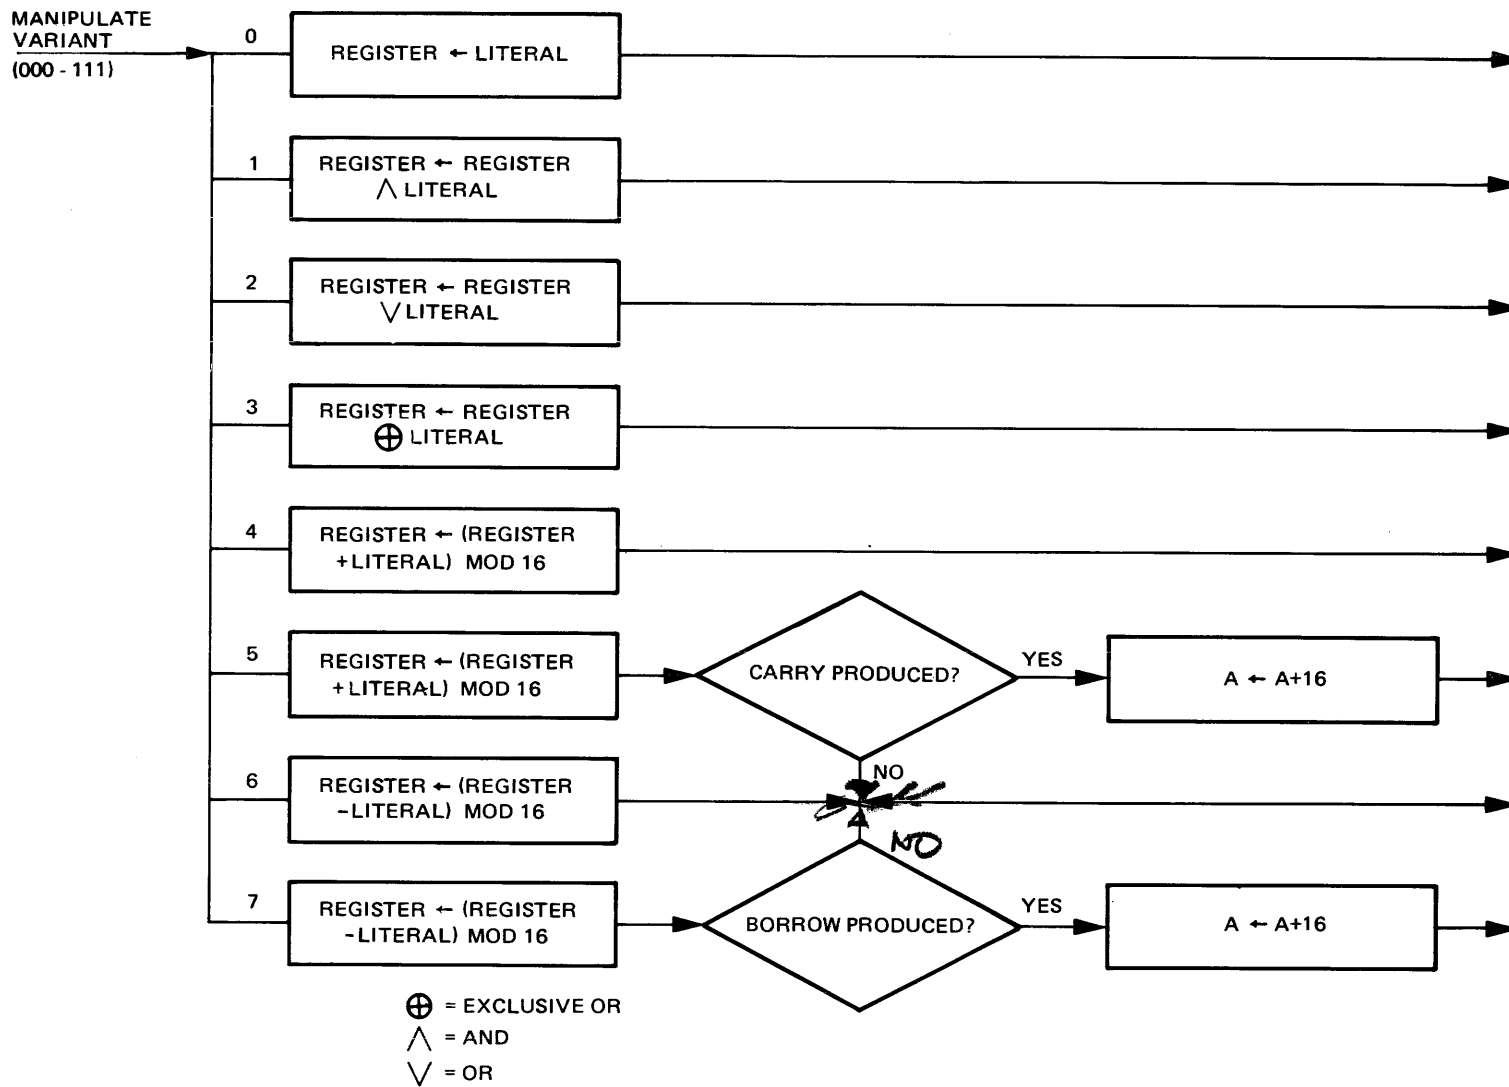 MANIPULATE
VARIANT
(000 - 111)
0
REGISTER ← LITERAL
1
REGISTER ← REGISTER
∧ LITERAL
2
REGISTER ← REGISTER
∨ LITERAL
3
REGISTER ← REGISTER
⊕ LITERAL
4
REGISTER ← (REGISTER
+LITERAL) MOD 16
5
REGISTER ← (REGISTER
+LITERAL) MOD 16
CARRY PRODUCED?
YES
A ← A+16
NO
6
REGISTER ← (REGISTER
-LITERAL) MOD 16
NO
7
REGISTER ← (REGISTER
-LITERAL) MOD 16
BORROW PRODUCED?
YES
A ← A+16
⊕ = EXCLUSIVE OR
∧ = AND
∨ = OR